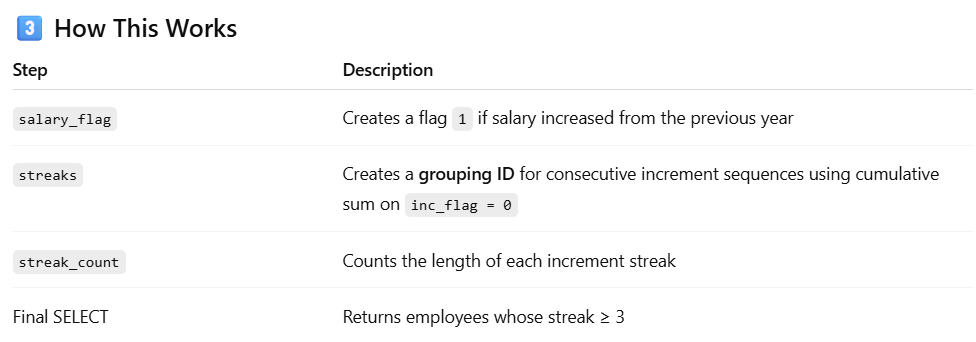 3 How This Works
Step Description
salary_flag Creates a flag 1 if salary increased from the previous year
streaks Creates a grouping ID for consecutive increment sequences using cumulative
sum on inc_flag = 0
streak_count Counts the length of each increment streak
Final SELECT Returns employees whose streak ≥ 3